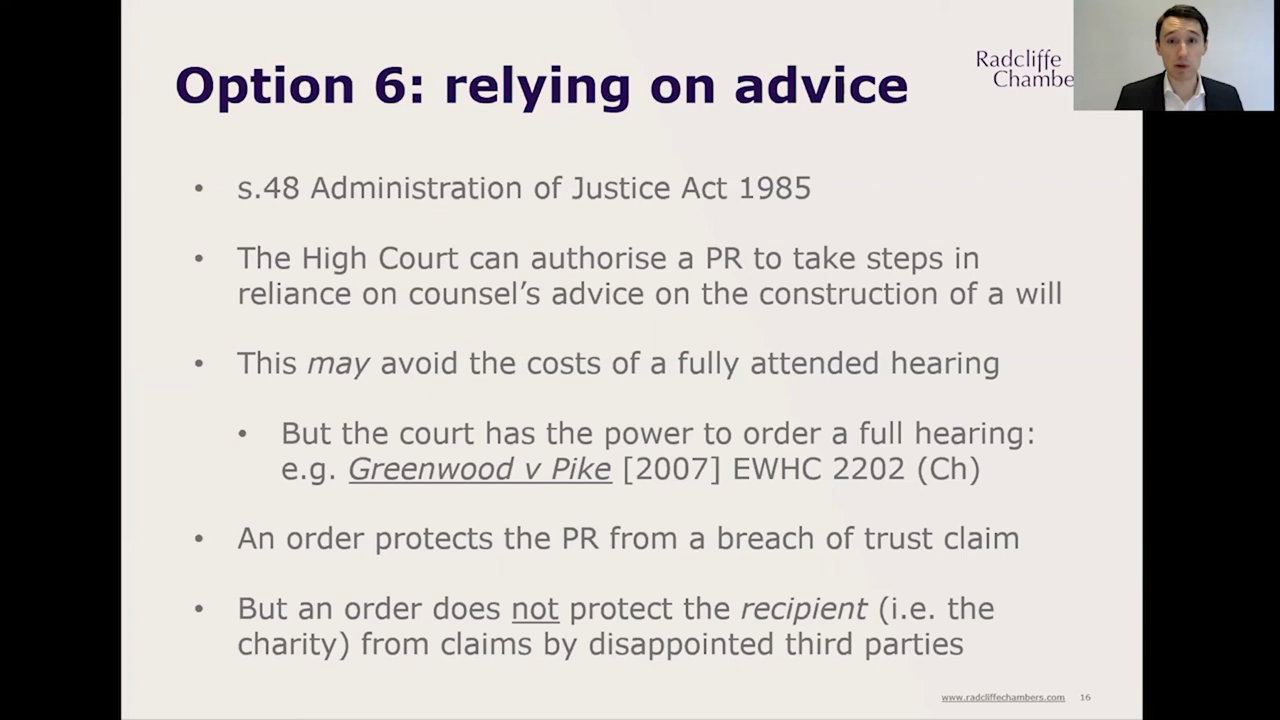 Option 6: relying on advice
Radcliffe
Chambe
• s.48 Administration of Justice Act 1985
• The High Court can authorise a PR to take steps in
reliance on counsel’s advice on the construction of a will
• This may avoid the costs of a fully attended hearing
• But the court has the power to order a full hearing:
e.g. Greenwood v Pike [2007] EWHC 2202 (Ch)
• An order protects the PR from a breach of trust claim
• But an order does not protect the recipient (i.e. the
charity) from claims by disappointed third parties
www.radcliffechambers.com 16